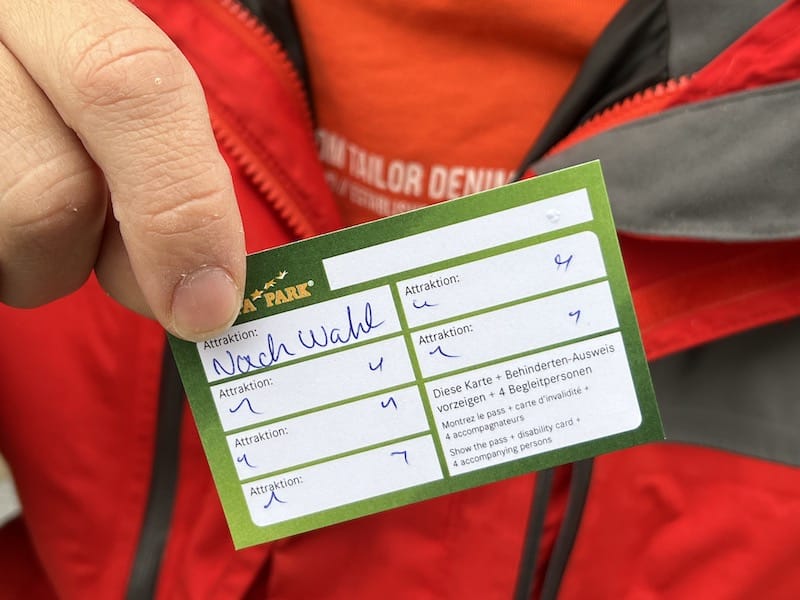 TAILOR DENIM
// ESTABLISHED
PARK®
Attraktion:
Nach Wahl
Attraktion:
Attraktion:
Attraktion:
Attraktion:
Attraktion:
Diese Karte + Behinderten-Ausweis
vorzeigen + 4 Begleitpersonen
Montrez le pass + carte d'invalidité +
4 accompagnateurs
Show the pass + disability card +
4 accompanying persons